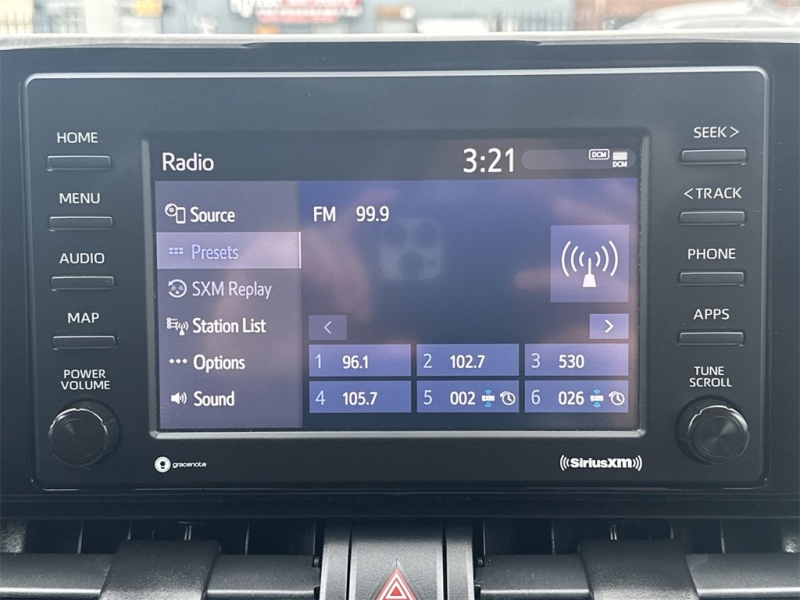 HOME
MENU
AUDIO
MAP
POWER
VOLUME
Radio
3:21
DCM
DCM
Source
Presets
SXM Replay
Station List
Options
Sound
FM 99.9
<
>
1 96.1
2 102.7
3 530
4 105.7
5 002
6 026
SEEK >
< TRACK
PHONE
APPS
TUNE
SCROLL
gracenote
((SiriusXM))